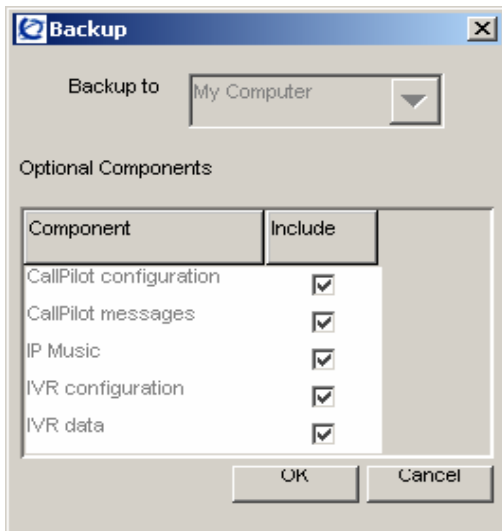 Backup
Backup to My Computer
Optional Components
Component Include
CallPilot configuration
CallPilot messages
IP Music
IVR configuration
IVR data
OK Cancel